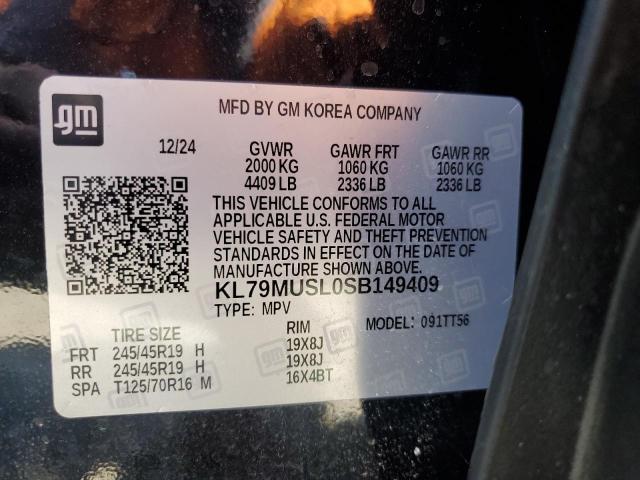 gm
MFD BY GM KOREA COMPANY
12/24 GVWR GAWR FRT GAWR RR
2000 KG 1060 KG 1060 KG
4409 LB 2336 LB 2336 LB
THIS VEHICLE CONFORMS TO ALL
APPLICABLE U.S. FEDERAL MOTOR
VEHICLE SAFETY AND THEFT PREVENTION
STANDARDS IN EFFECT ON THE DATE OF
MANUFACTURE SHOWN ABOVE.
KL79MUSL0SB149409
TYPE: MPV MODEL: 091TT56
TIRE SIZE RIM
FRT 245/45R19 H 19X8J
RR 245/45R19 H 19X8J
SPA T125/70R16 M 16X4BT